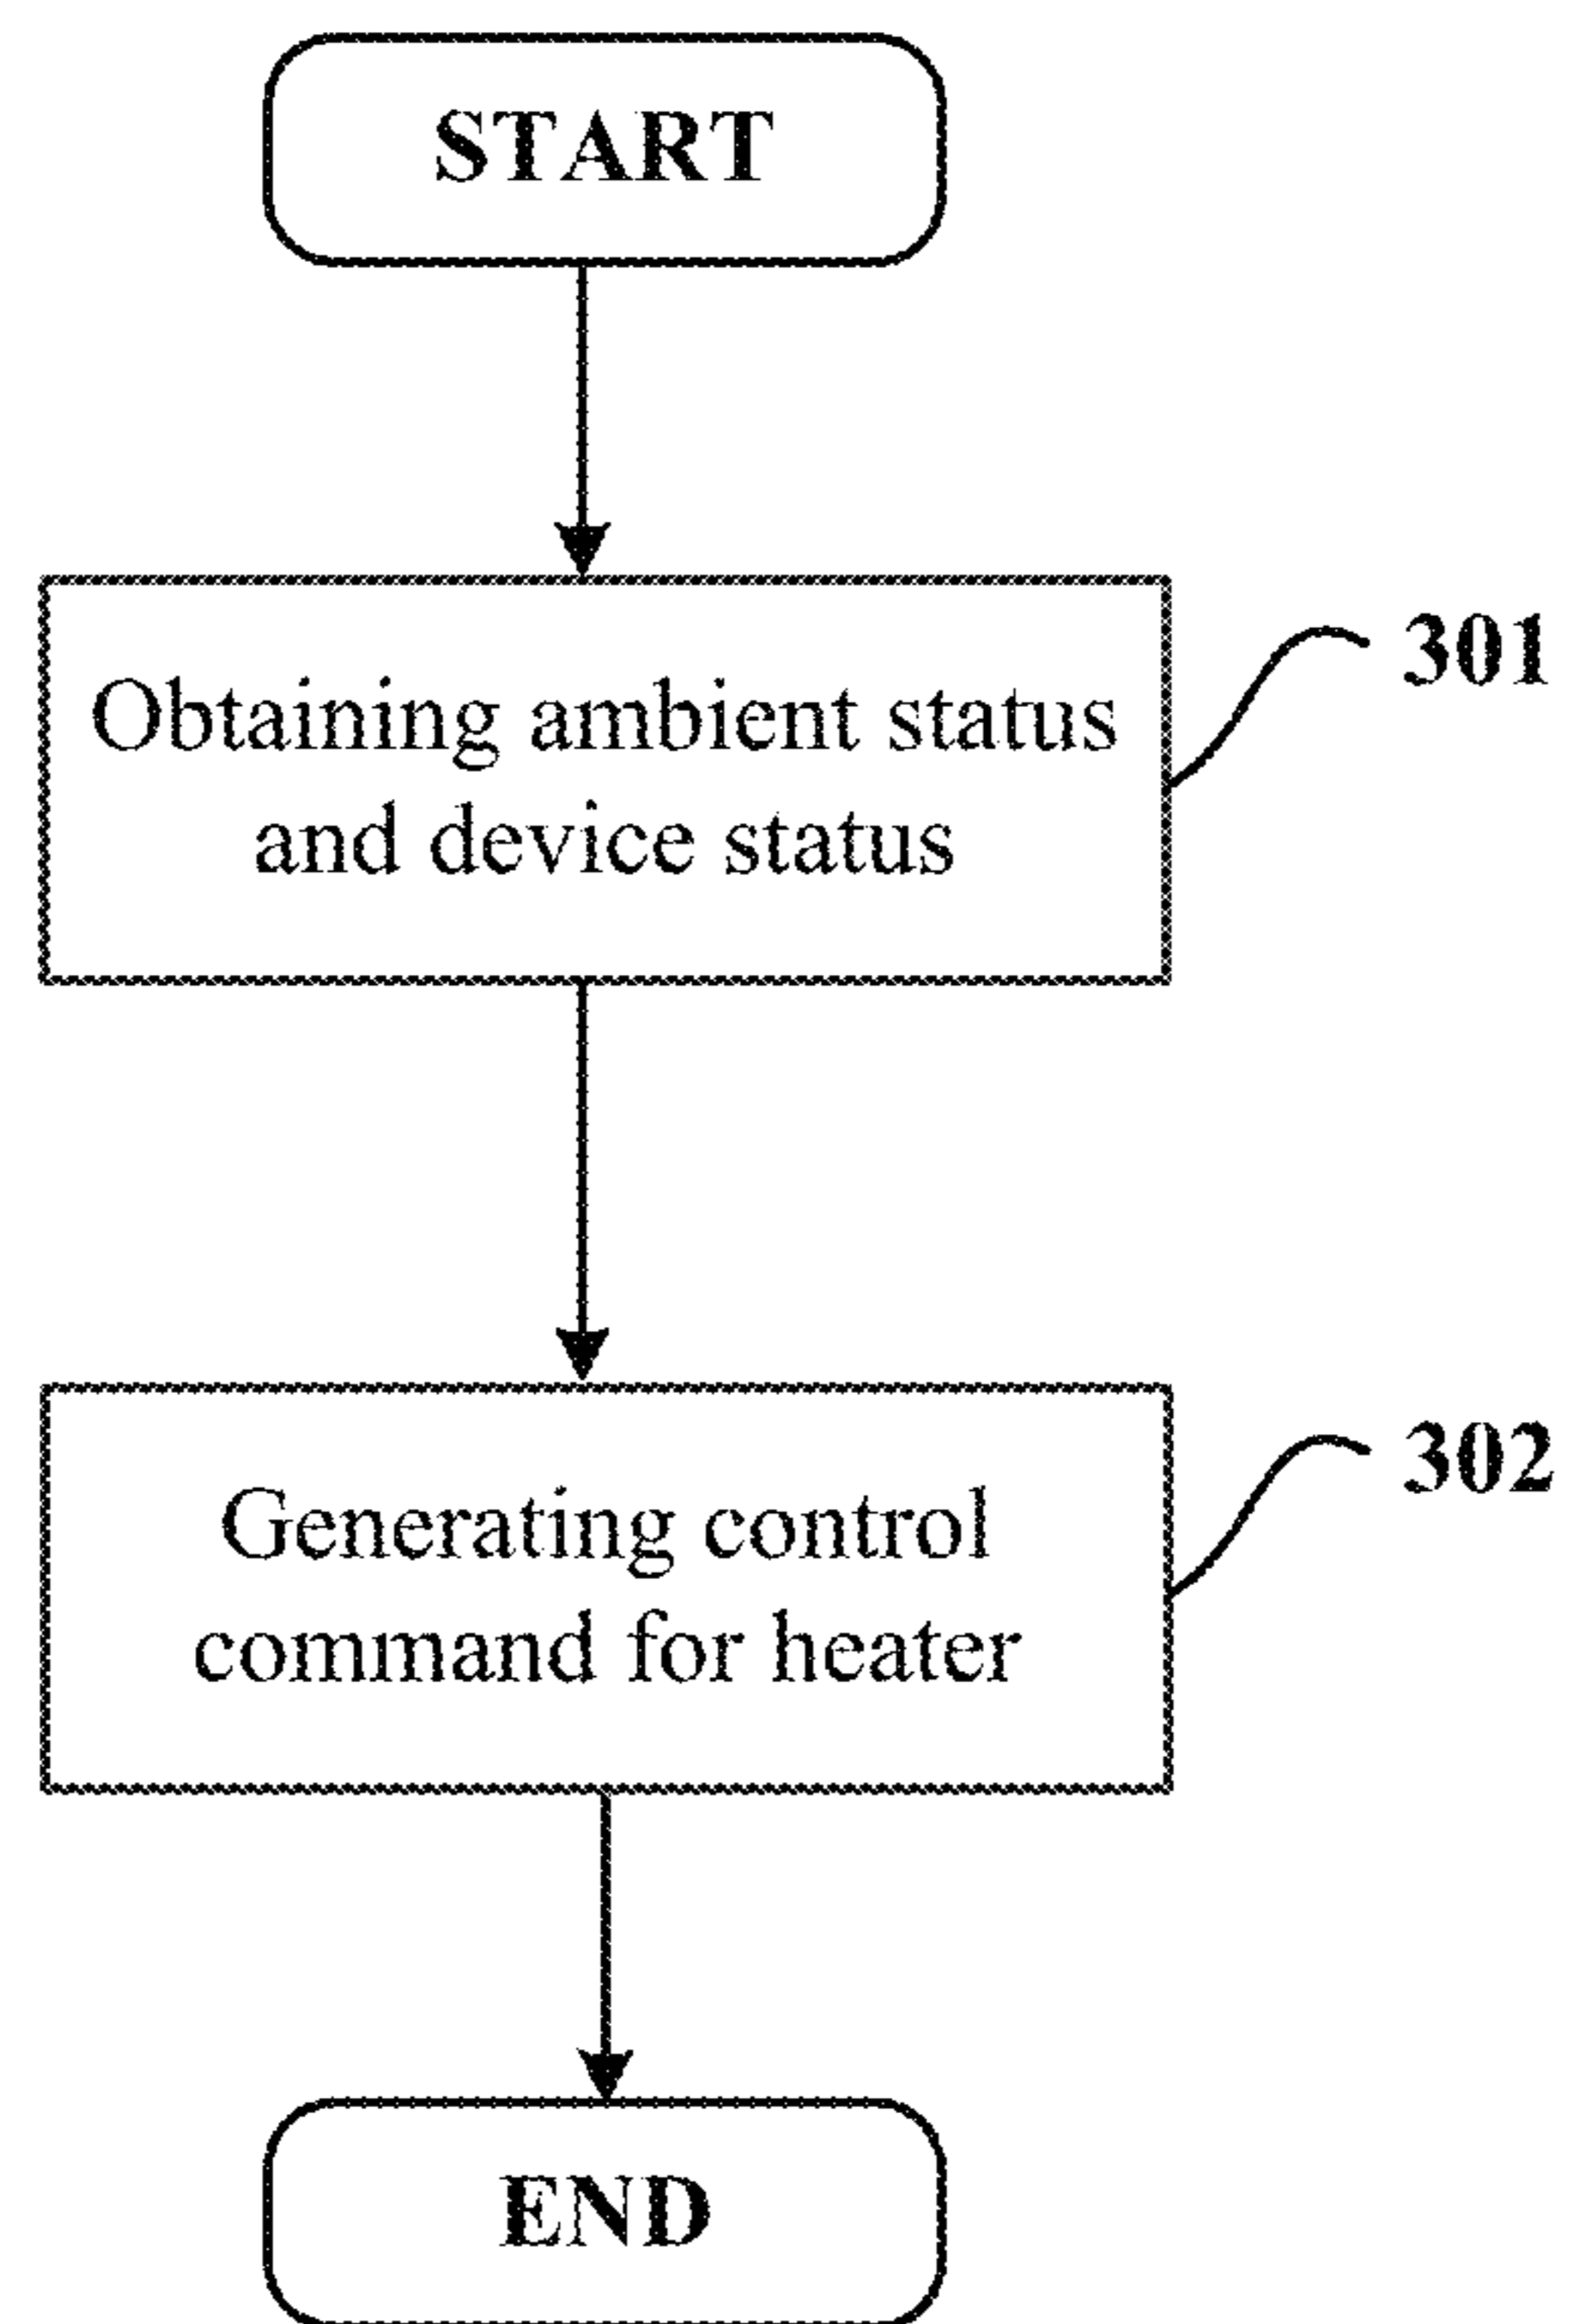 START
Obtaining ambient status
and device status
301
Generating control
command for heater
302
END